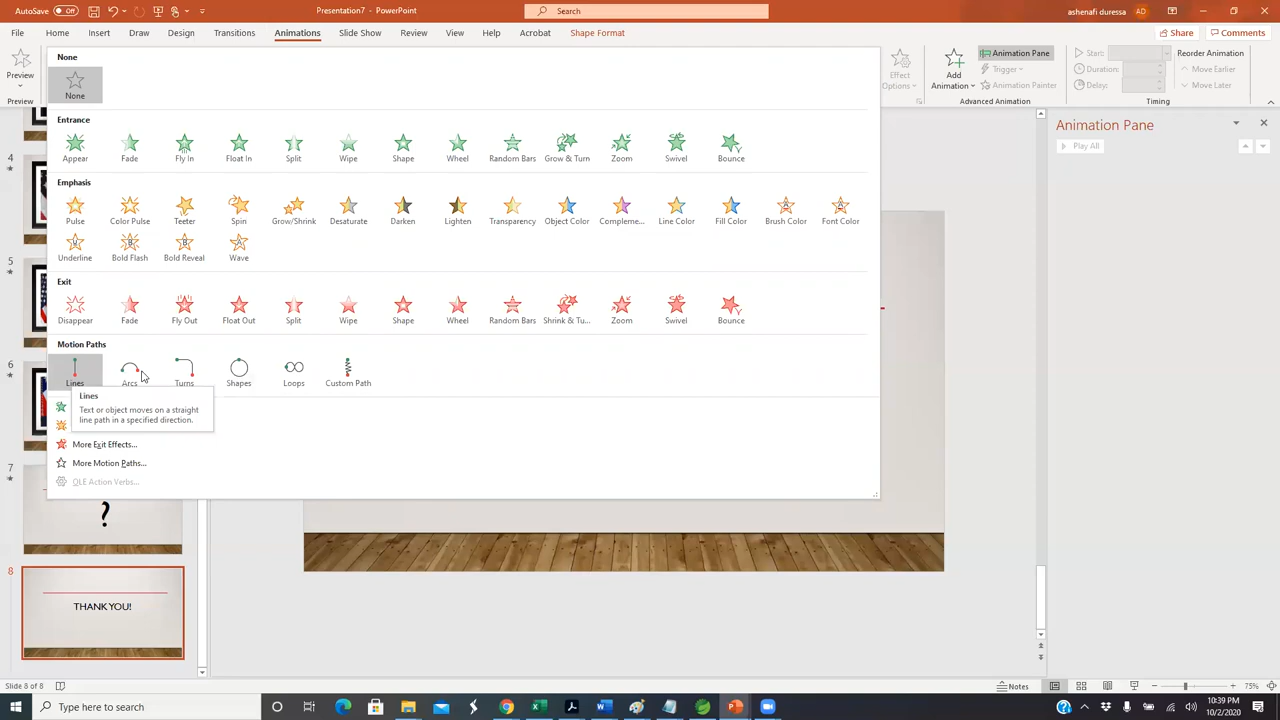 AutoSave Off Presentation7 - PowerPoint Search ashenafi duressa AD
File Home Insert Draw Design Transitions Animations Slide Show Review View Help Acrobat Shape Format Share Comments
Preview
Preview
None
None
Entrance
Appear Fade Fly In Float In Split Wipe Shape Wheel Random Bars Grow & Turn Zoom Swivel Bounce
Emphasis
Pulse Color Pulse Teeter Spin Grow/Shrink Desaturate Darken Lighten Transparency Object Color Compleme... Line Color Fill Color Brush Color Font Color
Underline Bold Flash Bold Reveal Wave
Exit
Disappear Fade Fly Out Float Out Split Wipe Shape Wheel Random Bars Shrink & Tu... Zoom Swivel Bounce
Motion Paths
Lines Arcs Turns Shapes Loops Custom Path
Lines
Text or object moves on a straight
line path in a specified direction.
More Exit Effects...
More Motion Paths...
OLE Action Verbs...
Effect
Options
Add
Animation
Animation Pane
Trigger
Animation Painter
Advanced Animation
Start:
Duration:
Delay:
Reorder Animation
Move Earlier
Move Later
Timing
Animation Pane
Play All
4
5
6
7
?
8
THANK YOU!
Slide 8 of 8 Notes 75%
Type here to search
10:39 PM
10/2/2020